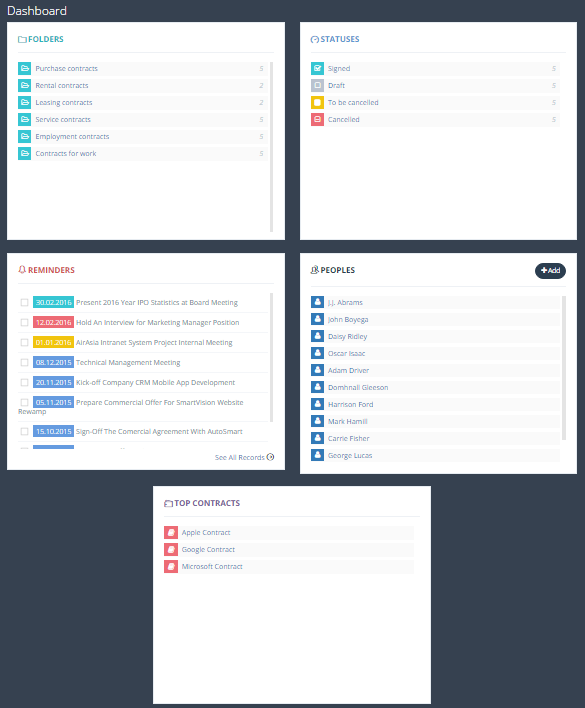 Dashboard
FOLDERS
Purchase contracts 5
Rental contracts 2
Leasing contracts 2
Service contracts 5
Employment contracts 5
Contracts for work 5
STATUSES
Signed 5
Draft 5
To be cancelled 5
Cancelled 5
REMINDERS
30.02.2016 Present 2016 Year IPO Statistics at Board Meeting
12.02.2016 Hold An Interview for Marketing Manager Position
01.01.2016 AirAsia Intranet System Project Internal Meeting
08.12.2015 Technical Management Meeting
20.11.2015 Kick-off Company CRM Mobile App Development
05.11.2015 Prepare Commercial Offer For SmartVision Website
Rewamp
15.10.2015 Sign-Off The Comercial Agreement With AutoSmart
See All Records
PEOPLES
Add
J.J. Abrams
John Boyega
Daisy Ridley
Oscar Isaac
Adam Driver
Domhnall Gleeson
Harrison Ford
Mark Hamill
Carrie Fisher
George Lucas
TOP CONTRACTS
Apple Contract
Google Contract
Microsoft Contract